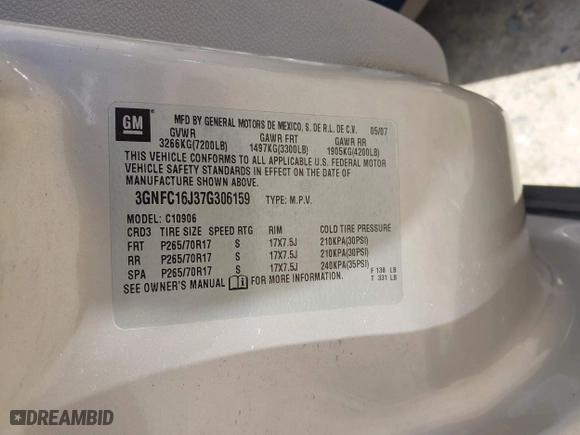 GM
MFD BY GENERAL MOTORS DE MEXICO, S. DE R.L. DE C.V. 05/07
GVWR GAWR FRT GAWR RR
3266KG(7200LB) 1497KG(3300LB) 1905KG(4200LB)
THIS VEHICLE CONFORMS TO ALL APPLICABLE U.S. FEDERAL MOTOR
VEHICLE SAFETY STANDARDS IN EFFECT ON THE DATE OF
MANUFACTURE SHOWN ABOVE.
3GNFC16J37G306159 TYPE: M.P.V.
MODEL: C10906
CRD3 TIRE SIZE SPEED RTG RIM COLD TIRE PRESSURE
FRT P265/70R17 S 17X7.5J 210KPA(30PSI)
RR P265/70R17 S 17X7.5J 210KPA(30PSI)
SPA P265/70R17 S 17X7.5J 240KPA(35PSI)
SEE OWNER'S MANUAL FOR MORE INFORMATION.
F 138 LB
T 331 LB
DREAMBID